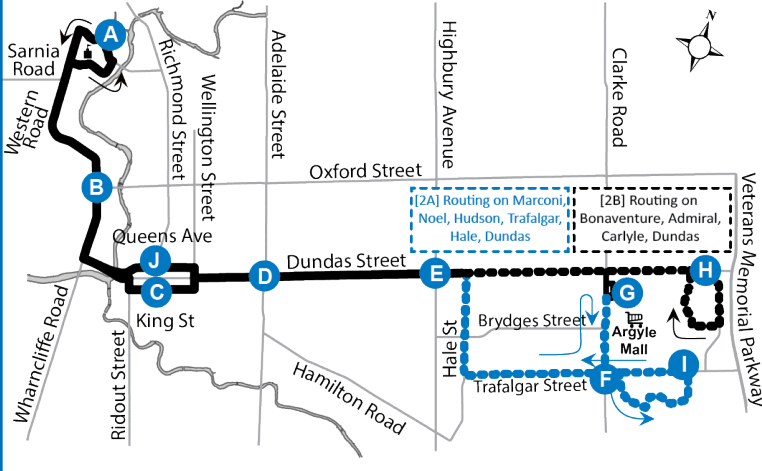 N
A
Sarnia
Road
Western
Road
Richmond Street
Wellington Street
Adelaide Street
Highbury Avenue
Clarke Road
Oxford Street
B
[2A] Routing on Marconi,
Noel, Hudson, Trafalgar,
Hale, Dundas
[2B] Routing on
Bonaventure, Admiral,
Carlyle, Dundas
Veterans Memorial Parkway
Queens Ave
J
C
D
Dundas Street
E
H
G
King St
Wharncliffe Road
Ridout Street
Hale St
Brydges Street
Argyle
Mall
Hamilton Road
Trafalgar Street
F
I